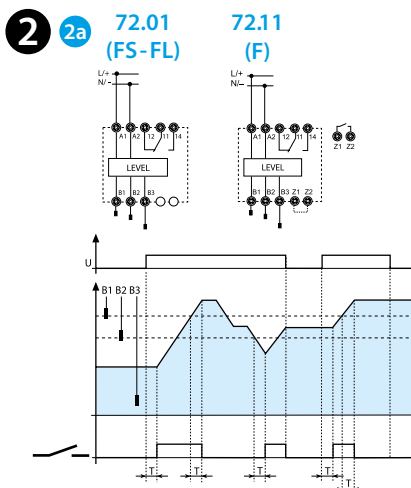 2 2a 72.01 72.11
(FS-FL) (F)
L/+ L/+
N/- N/-
A1 A2 12 11 14 A1 A2 12 11 14
Z1 Z2
LEVEL LEVEL
B1 B2 B3 B1 B2 B3 Z1 Z2
U
B1 B2 B3
T T T T
T